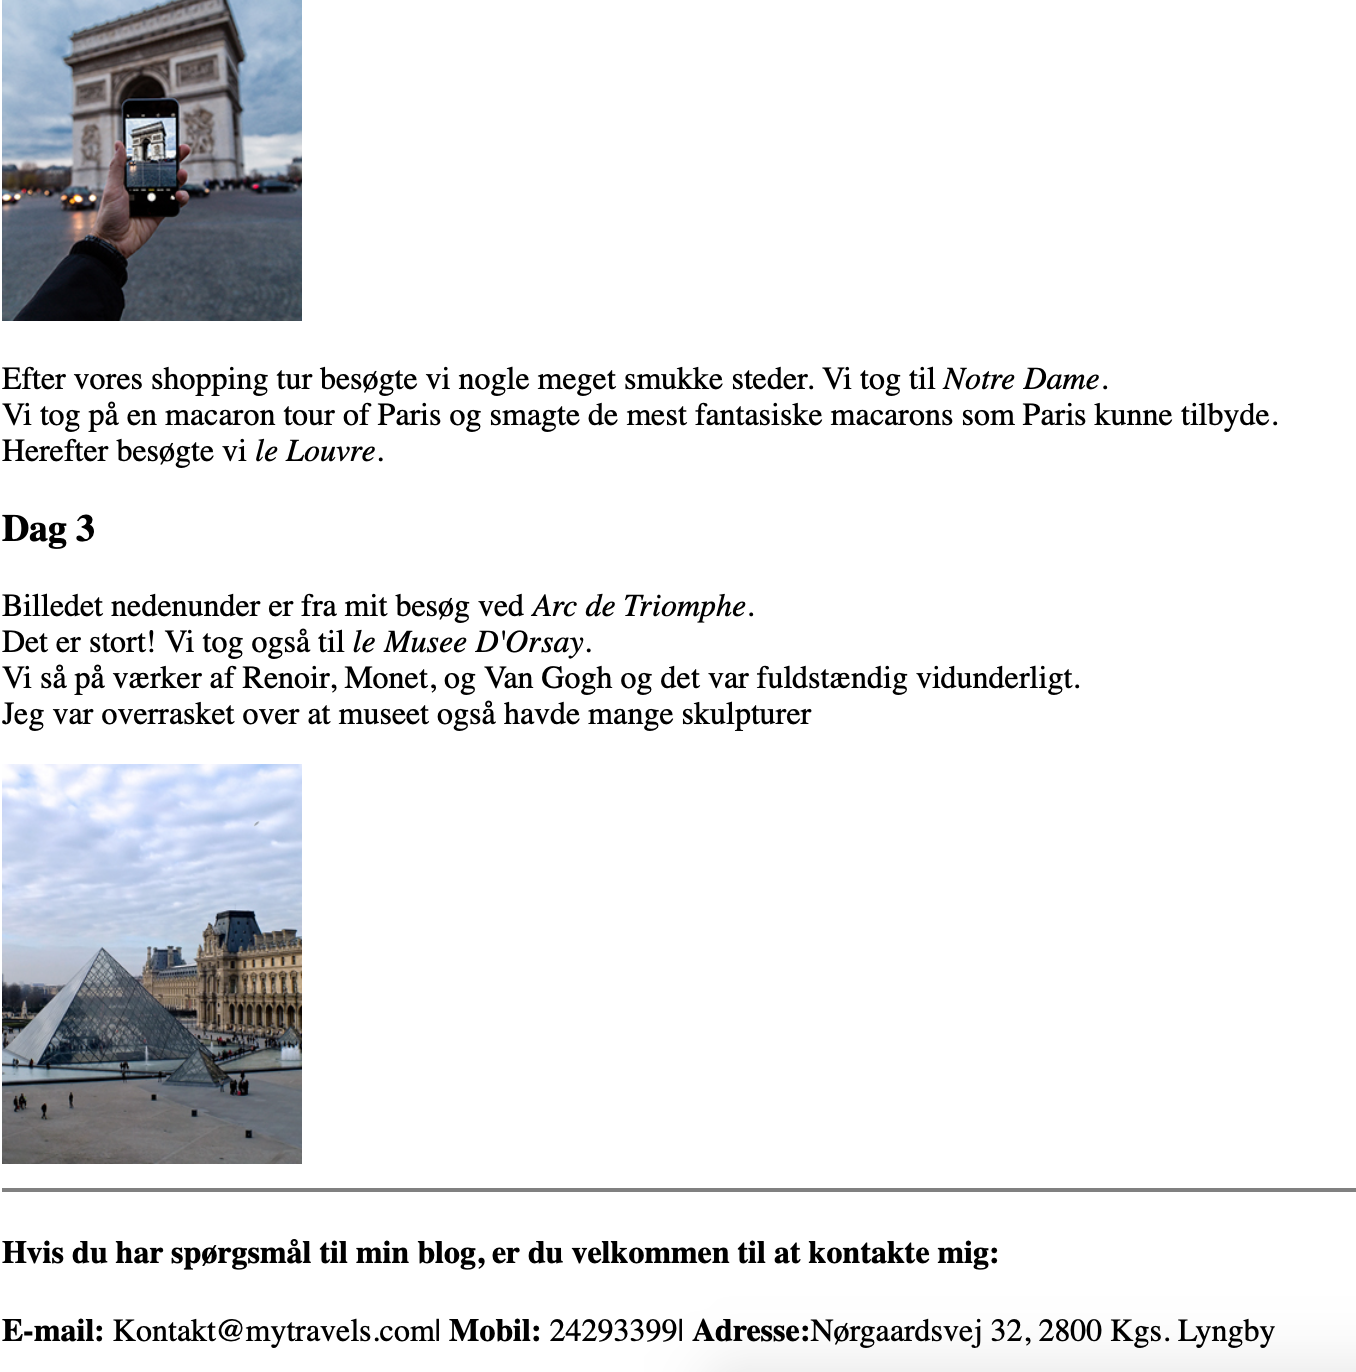 Efter vores shopping tur besøgte vi nogle meget smukke steder. Vi tog til Notre Dame.
Vi tog på en macaron tour of Paris og smagte de mest fantasiske macarons som Paris kunne tilbyde.
Herefter besøgte vi le Louvre.
Dag 3
Billedet nedenunder er fra mit besøg ved Arc de Triomphe.
Det er stort! Vi tog også til le Musee D'Orsay.
Vi så på værker af Renoir, Monet, og Van Gogh og det var fuldstændig vidunderligt.
Jeg var overrasket over at museet også havde mange skulpturer
Hvis du har spørgsmål til min blog, er du velkommen til at kontakte mig:
E-mail: Kontakt@mytravels.com| Mobil: 24293399| Adresse:Nørgaardsvej 32, 2800 Kgs. Lyngby